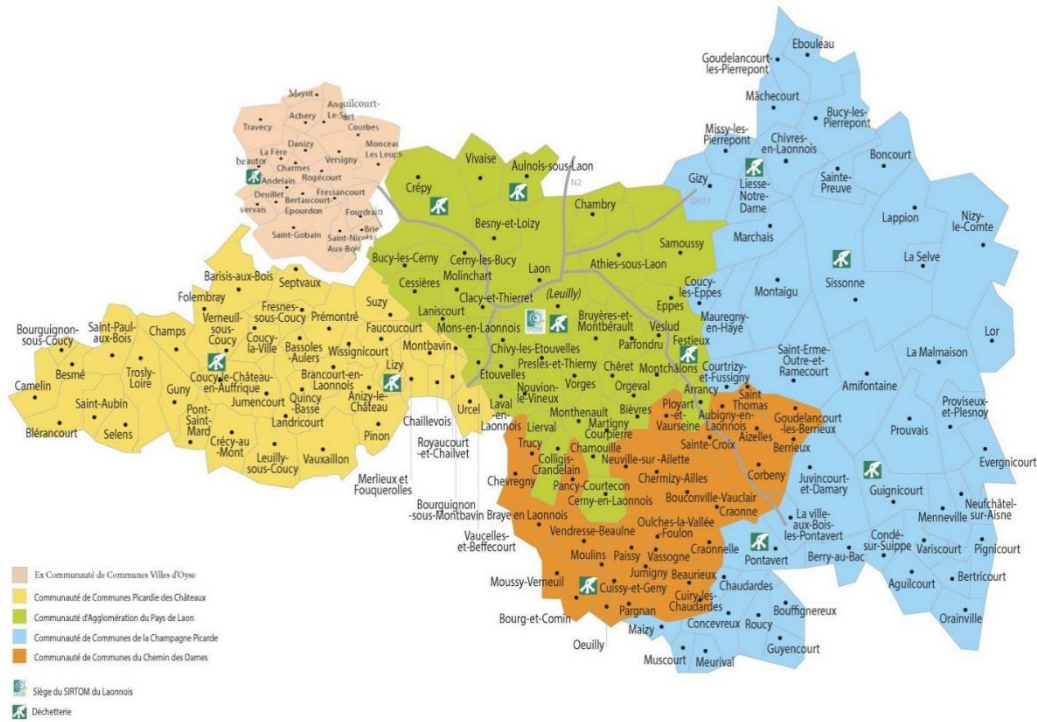 Mayot
Anguilcourt-
Le-Sart
Achery
Travecy
Courbes
Danizy
Monceau
Les Leups
La Fère
Versigny
beautor
Charmes
Andelain
Rogécourt
Deuillet
Fressancourt
Bertaucourt
Epourdon
servais
Fourdrain
Saint-Gobain
Saint-Nicolas
Aux-Bois
Brie
Vivaise
Aulnois-sous-Laon
Crépy
N2
Chambry
Besny-et-Loizy
Samoussy
Bucy-les-Cerny
Cerny-les-Bucy
Athies-sous-Laon
Molinchart
Laon
Cessières
Clacy-et-Thierret
(Leuilly)
Eppes
Laniscourt
Mons-en-Laonnois
Bruyères-et-
Montbérault
Veslud
Parfondru
Festieux
Chivy-les-Etouvelles
Presles-et-Thierny
Etouvelles
Chéret
Montchâlons
Vorges
Nouvion-
le-Vineux
Orgeval
Laval-
en-Laonnois
Bièvres
Arrancy
Monthenault
Martigny
Courpierre
Lierval
Chamouille
Colligis-
Crandelain
Cerny-en-Laonnois
Ebouleau
Goudelancourt-
les-Pierrepont
Mâchecourt
Bucy-les-
Pierrepont
Missy-les-
Pierrepont
Chivres-
en-Laonnois
Boncourt
Gizy
D977
Liesse-
Notre-
Dame
Sainte-
Preuve
Lappion
Nizy-
le-Comte
Marchais
La Selve
Sissonne
Coucy-
les-Eppes
Montaigu
Mauregny-
en-Haye
Lor
Saint-Erme-
Outre-et-
Ramecourt
La Malmaison
Courtrizy-
et-Fussigny
Amifontaine
Proviseux-
et-Plesnoy
Prouvais
Goudelancourt
-les-Berrieux
Berrieux
Evergnicourt
Juvincourt-
et-Damary
Guignicourt
Neufchâtel-
sur-Aisne
Menneville
La ville-
aux-Bois-
les-Pontavert
Condé-
sur-Suippe
Variscourt
Pignicourt
Pontavert
Berry-au-Bac
Aguilcourt
Bertricourt
Orainville
Chaudardes
Bouffignereux
Concevreux
Roucy
Guyencourt
Maizy
Muscourt
Meurival
Barisis-aux-Bois
Septvaux
Suzy
Folembray
Fresnes-
sous-Coucy
Prémontré
Faucoucourt
Verneuil-
sous-
Coucy
Coucy-
la-Ville
Bassoles
-Aulers
Wissignicourt
Montbavin
Bourguignon-
sous-Coucy
Saint-Paul-
aux-Bois
Champs
Lizy
Besmé
Coucy-le-Château-
en-Auffrique
Brancourt-en-
Laonnois
Trosly-
Loire
Guny
Camelin
Jumencourt
Quincy
-Basse
Anizy-le-
Château
Urcel
Saint-Aubin
Pont-
Saint-
Mard
Landricourt
Chaillevois
Blérancourt
Selens
Crécy-au
-Mont
Leuilly-
sous-Coucy
Vauxaillon
Pinon
Royaucourt
-et-Chailvet
Merlieux et
Fouquerolles
Bourguignon
-sous-Montbavin
Vaucelles-
et-Beffecourt
Ployart
-et-
Vaurseine
Aubigny-en-
Laonnois
Saint
Thomas
Aizelles
Sainte-Croix
Trucy
Neuville-sur-Ailette
Chevregny
Pancy-Courtecon
Chermizy-Ailles
Corbeny
Bouconville-Vauclair
Craonne
Braye en Laonnois
Oulches-la-Vallée
Foulon
Vendresse-Beaulne
Craonnelle
Moulins
Paissy
Vassogne
Jumigny
Moussy-Verneuil
Cuissy-et-Geny
Beaurieux
Cuiry-les-
Chaudardes
Bourg-et-Comin
Pargnan
Oeuilly
Ex Communauté de Communes Villes d'Oyse
Communauté de Communes Picardie des Châteaux
Communauté d'Agglomération du Pays de Laon
Communauté de Communes de la Champagne Picarde
Communauté de Communes du Chemin des Dames
Siège du SIRTOM du Laonnois
Déchetterie